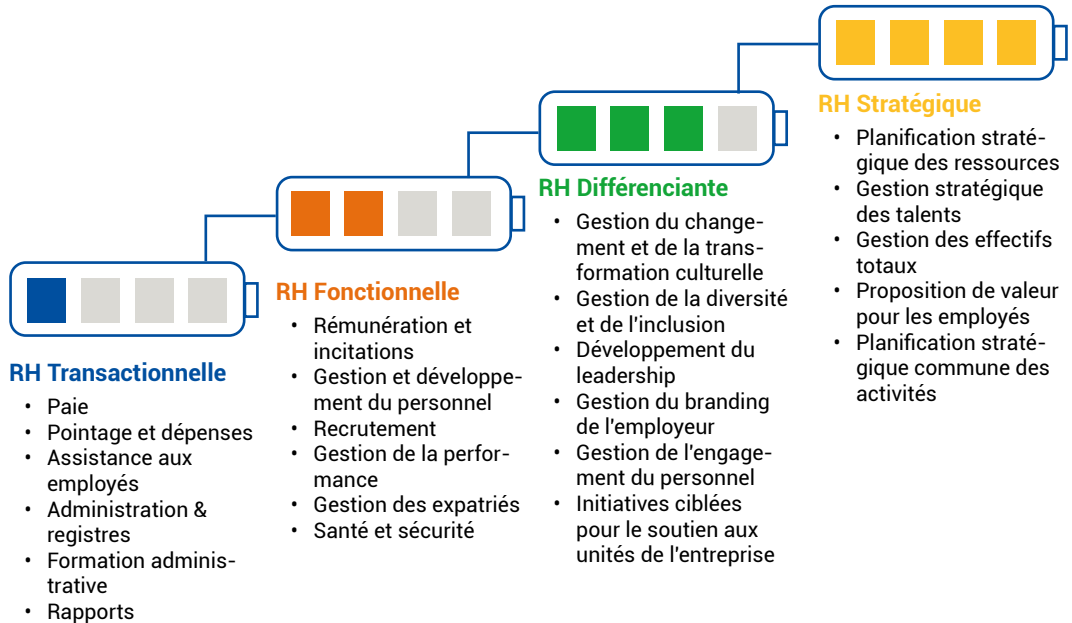 RH Transactionnelle
• Paie
• Pointage et dépenses
• Assistance aux
employés
• Administration &
registres
• Formation adminis-
trative
• Rapports
RH Fonctionnelle
• Rémunération et
incitations
• Gestion et développe-
ment du personnel
• Recrutement
• Gestion de la perfor-
mance
• Gestion des expatriés
• Santé et sécurité
RH Différenciante
• Gestion du change-
ment et de la trans-
formation culturelle
• Gestion de la diversité
et de l'inclusion
• Développement du
leadership
• Gestion du branding
de l'employeur
• Gestion de l'engage-
ment du personnel
• Initiatives ciblées
pour le soutien aux
unités de l'entreprise
RH Stratégique
• Planification straté-
gique des ressources
• Gestion stratégique
des talents
• Gestion des effectifs
totaux
• Proposition de valeur
pour les employés
• Planification straté-
gique commune des
activités